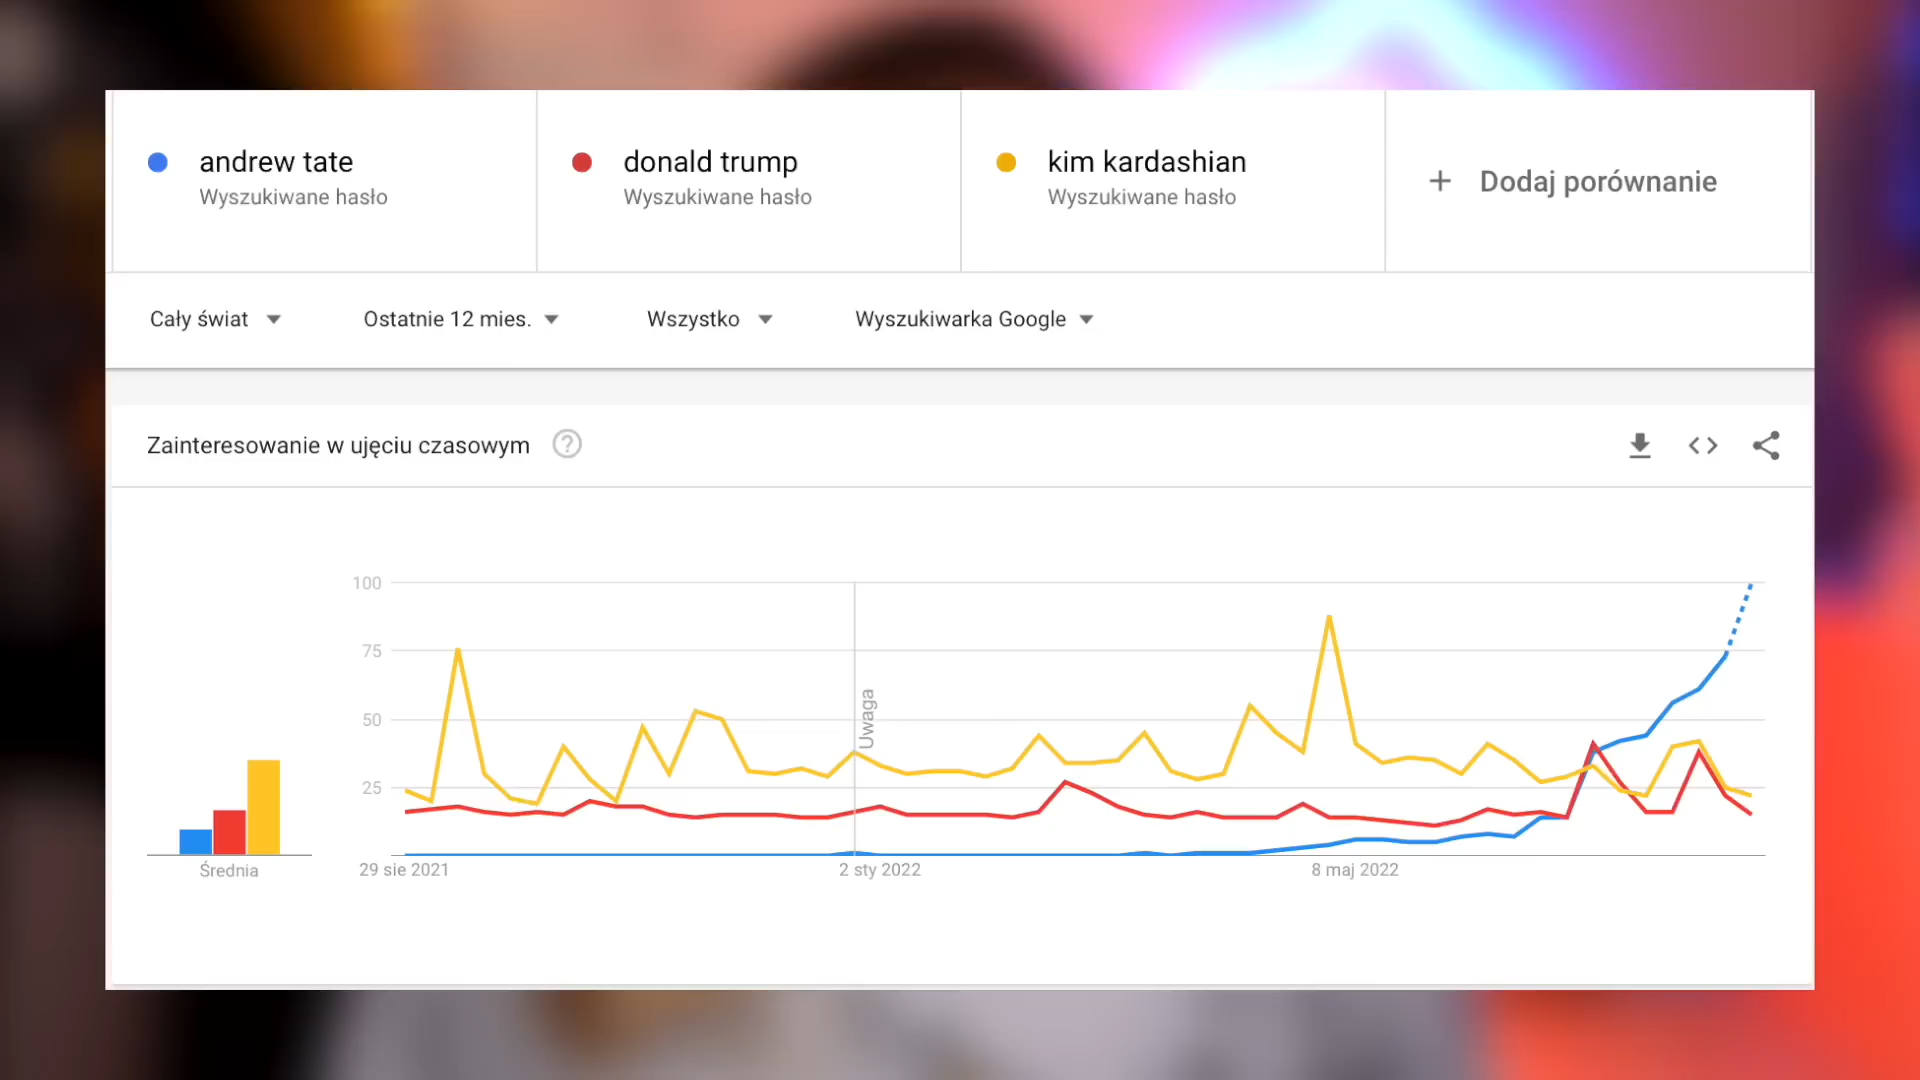 andrew tate
Wyszukiwane hasło
donald trump
Wyszukiwane hasło
kim kardashian
Wyszukiwane hasło
+ Dodaj porównanie
Cały świat
Ostatnie 12 mies.
Wszystko
Wyszukiwarka Google
Zainteresowanie w ujęciu czasowym
100
75
50
25
Uwaga
Średnia
29 sie 2021
2 sty 2022
8 maj 2022